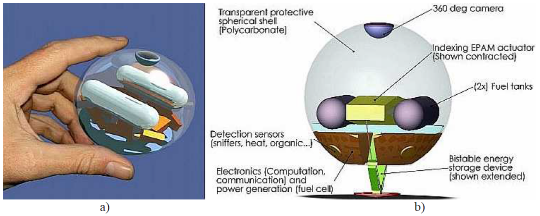 Transparent protective
spherical shell
(Polycarbonate)
360 deg camera
Indexing EPAM actuator
(Shown contracted)
(2x) Fuel tanks
Detection sensors
(sniffers, heat, organic...)
Electronics (Computation,
communication) and
power generation (fuel cell)
Bistable energy
storage device
(shown extended)
a)
b)